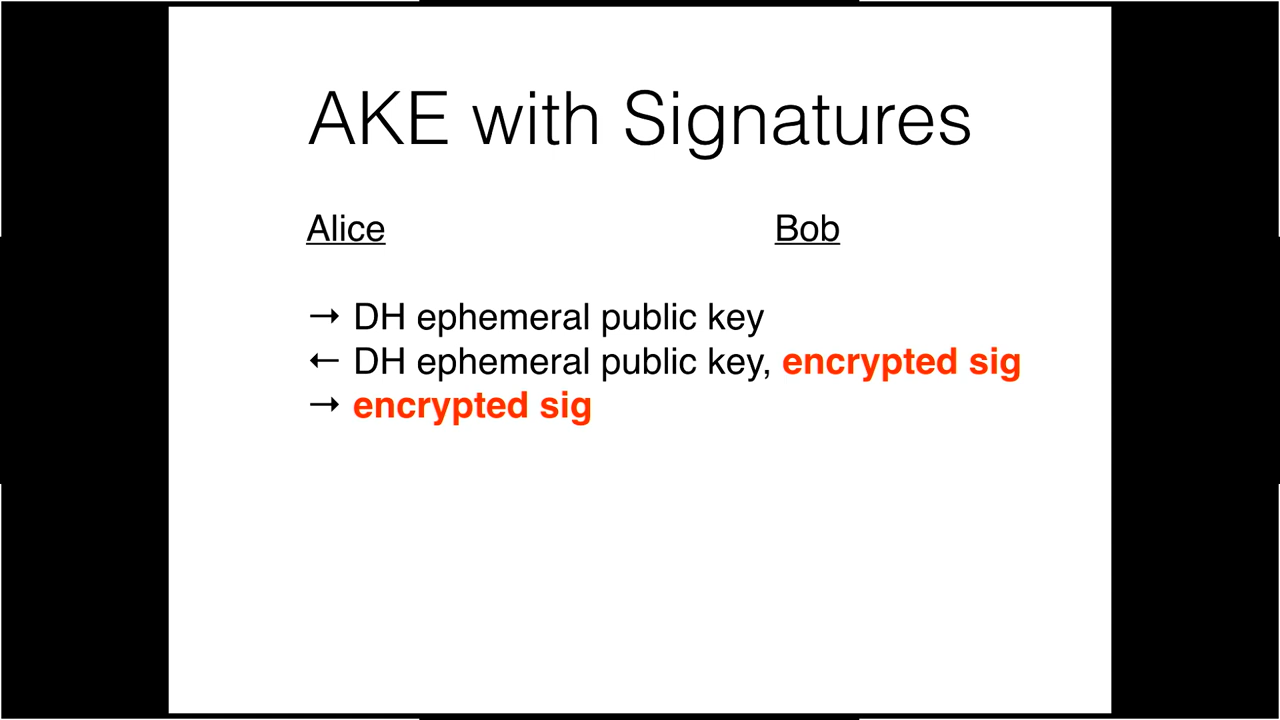 AKE with Signatures
Alice Bob
→ DH ephemeral public key
← DH ephemeral public key, encrypted sig
→ encrypted sig